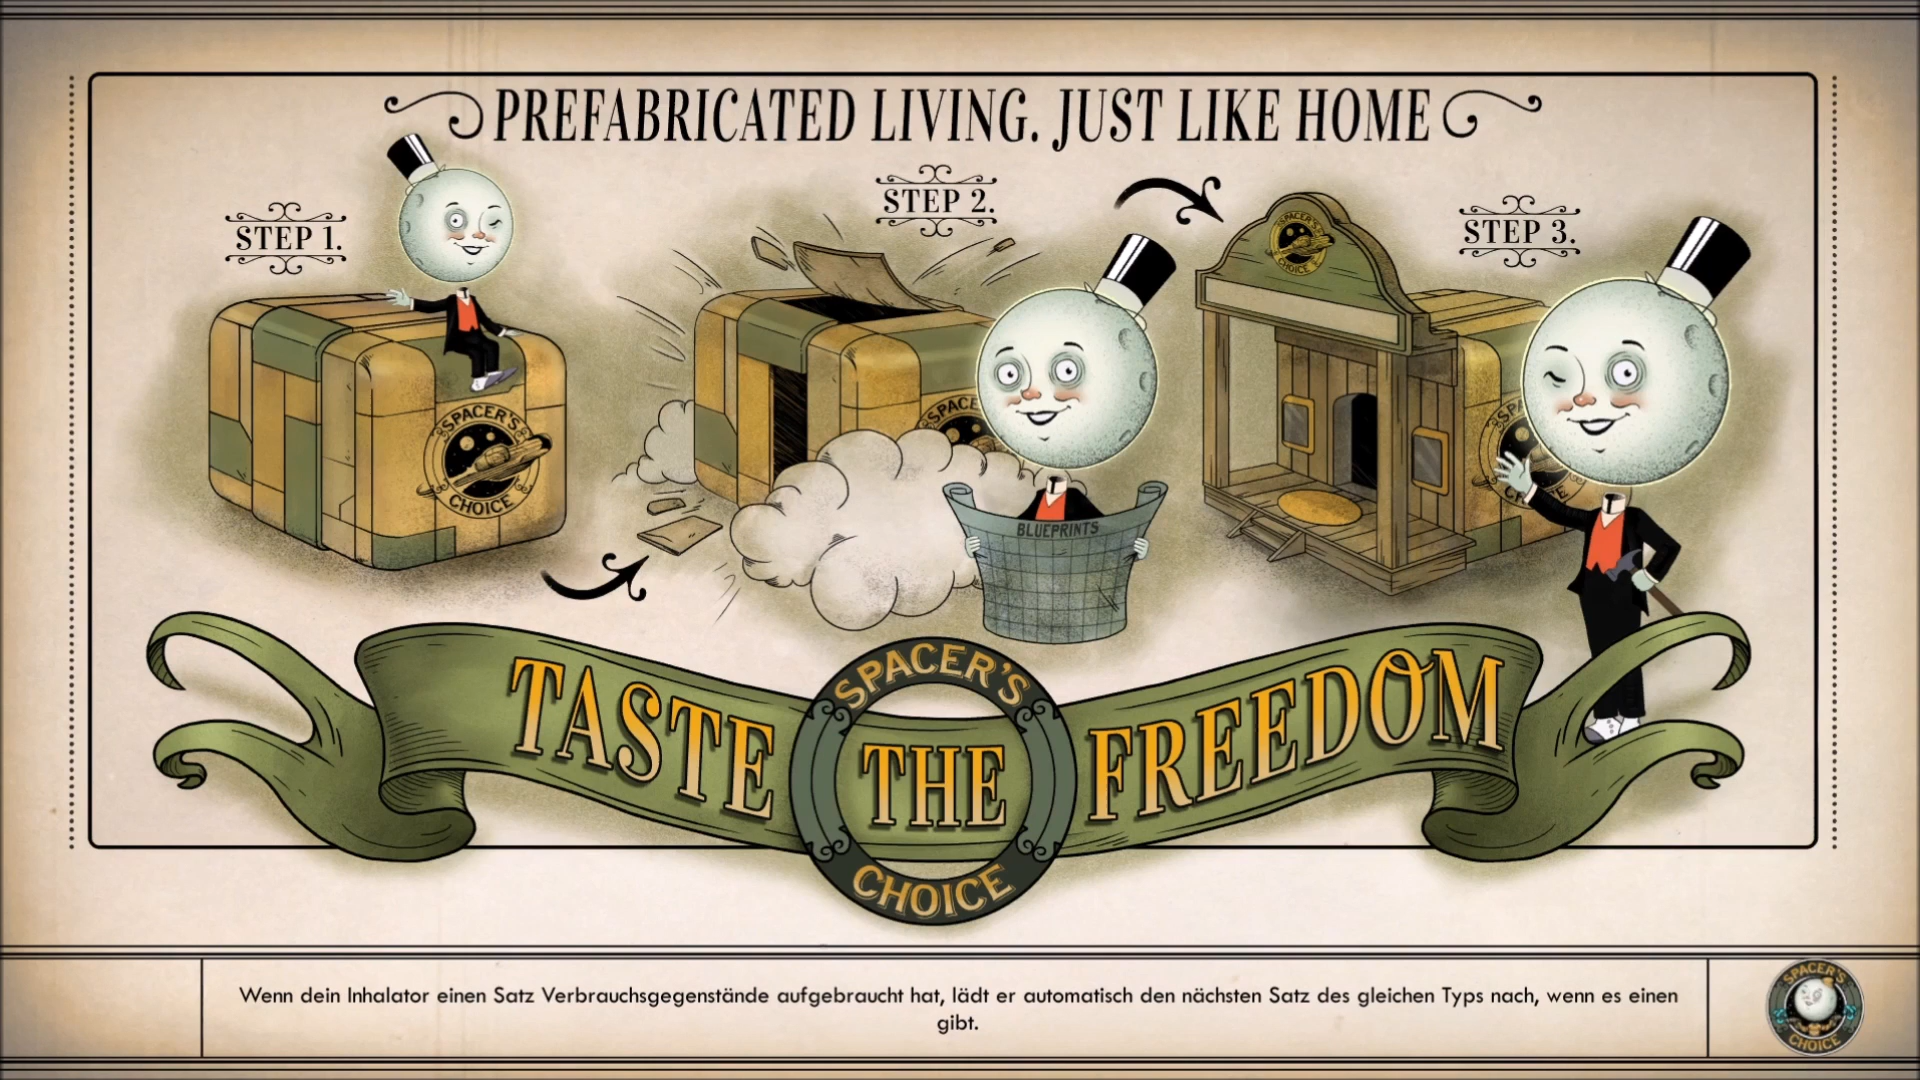 PREFABRICATED LIVING. JUST LIKE HOME
STEP 1.
STEP 2.
STEP 3.
SPACER'S
CHOICE
SPACE
SPACER'S
CHOICE
BLUEPRINTS
TASTE THE FREEDOM
SPACER'S
CHOICE
Wenn dein Inhalator einen Satz Verbrauchsgegenstände aufgebraucht hat, lädt er automatisch den nächsten Satz des gleichen Typs nach, wenn es einen
gibt.
SPACER'S
CHOICE